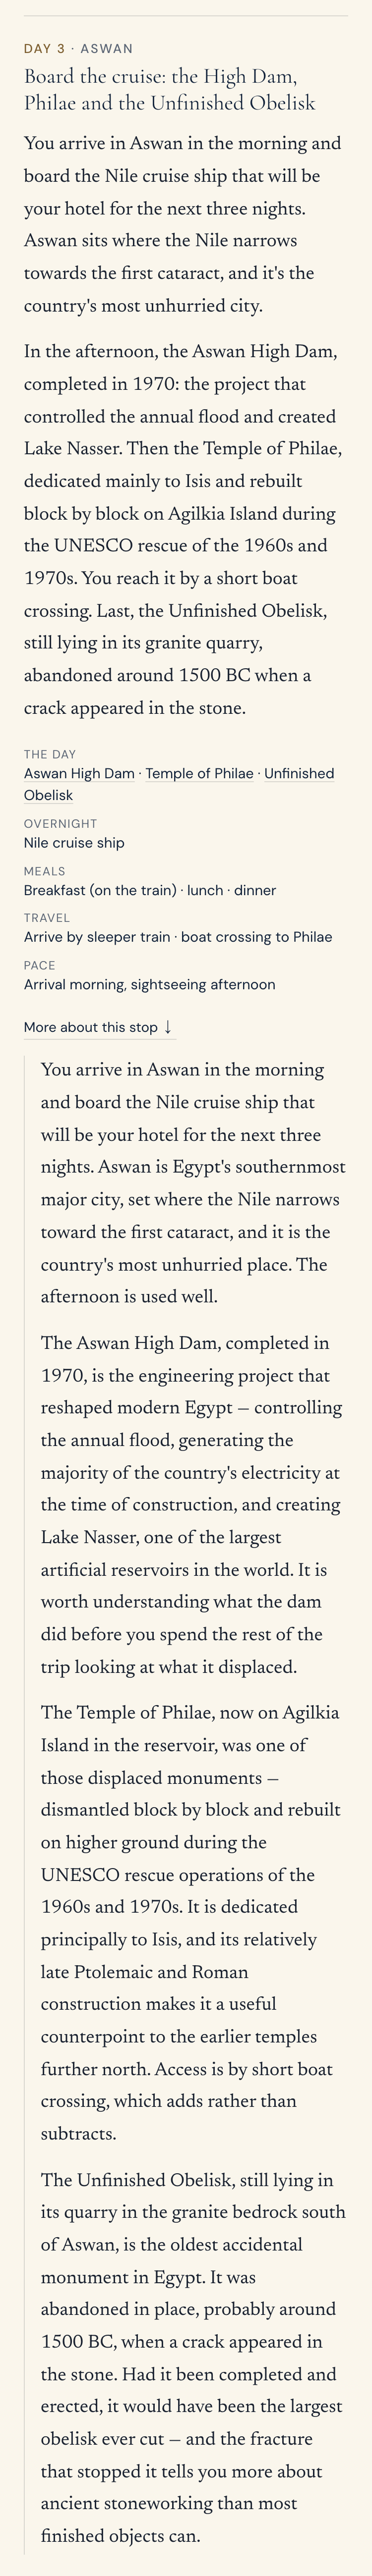 DAY 3 · ASWAN
Board the cruise: the High Dam,
Philae and the Unfinished Obelisk
You arrive in Aswan in the morning and
board the Nile cruise ship that will be
your hotel for the next three nights.
Aswan sits where the Nile narrows
towards the first cataract, and it's the
country's most unhurried city.
In the afternoon, the Aswan High Dam,
completed in 1970: the project that
controlled the annual flood and created
Lake Nasser. Then the Temple of Philae,
dedicated mainly to Isis and rebuilt
block by block on Agilkia Island during
the UNESCO rescue of the 1960s and
1970s. You reach it by a short boat
crossing. Last, the Unfinished Obelisk,
still lying in its granite quarry,
abandoned around 1500 BC when a
crack appeared in the stone.
THE DAY
Aswan High Dam · Temple of Philae · Unfinished
Obelisk
OVERNIGHT
Nile cruise ship
MEALS
Breakfast (on the train) · lunch · dinner
TRAVEL
Arrive by sleeper train · boat crossing to Philae
PACE
Arrival morning, sightseeing afternoon
More about this stop ↓
You arrive in Aswan in the morning
and board the Nile cruise ship that
will be your hotel for the next three
nights. Aswan is Egypt's southernmost
major city, set where the Nile narrows
toward the first cataract, and it is the
country's most unhurried place. The
afternoon is used well.
The Aswan High Dam, completed in
1970, is the engineering project that
reshaped modern Egypt — controlling
the annual flood, generating the
majority of the country's electricity at
the time of construction, and creating
Lake Nasser, one of the largest
artificial reservoirs in the world. It is
worth understanding what the dam
did before you spend the rest of the
trip looking at what it displaced.
The Temple of Philae, now on Agilkia
Island in the reservoir, was one of
those displaced monuments —
dismantled block by block and rebuilt
on higher ground during the
UNESCO rescue operations of the
1960s and 1970s. It is dedicated
principally to Isis, and its relatively
late Ptolemaic and Roman
construction makes it a useful
counterpoint to the earlier temples
further north. Access is by short boat
crossing, which adds rather than
subtracts.
The Unfinished Obelisk, still lying in
its quarry in the granite bedrock south
of Aswan, is the oldest accidental
monument in Egypt. It was
abandoned in place, probably around
1500 BC, when a crack appeared in
the stone. Had it been completed and
erected, it would have been the largest
obelisk ever cut — and the fracture
that stopped it tells you more about
ancient stoneworking than most
finished objects can.